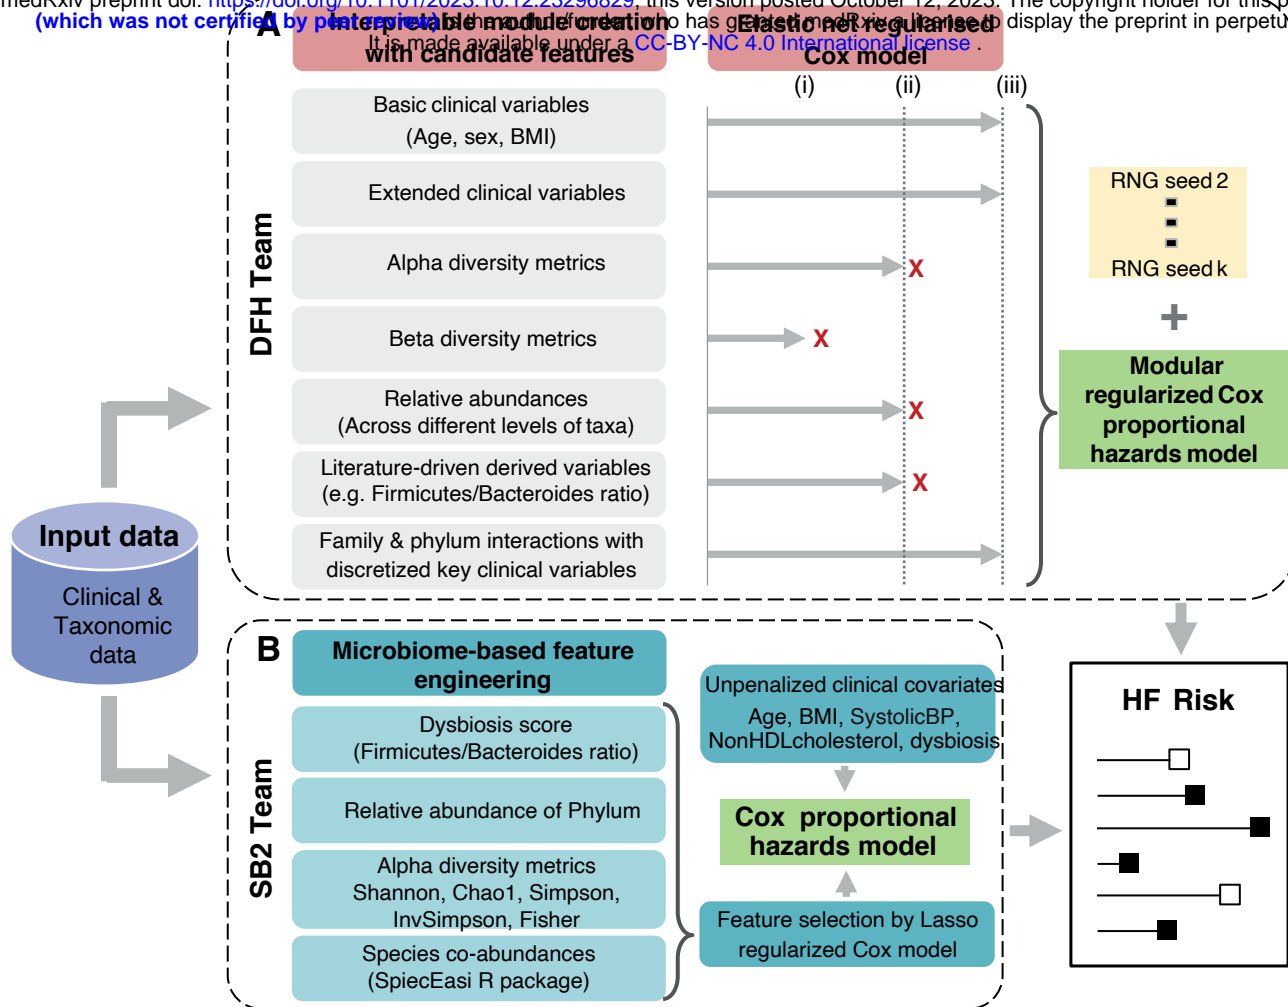 medRxiv preprint doi: https://doi.org/10.1101/2023.10.12.23296829; this version posted October 12, 2023. The copyright holder for this
(which was not certified by peer review) is the author/funder, who has granted medRxiv a license to display the preprint in
It is made available under a CC-BY-NC 4.0 International license .
A
Interpretable module creation
with candidate features
Elastic net regularised
Cox model
(i) (ii) (iii)
DFH Team
Basic clinical variables
(Age, sex, BMI)
Extended clinical variables
Alpha diversity metrics
X
Beta diversity metrics
X
Relative abundances
(Across different levels of taxa)
X
Literature-driven derived variables
(e.g. Firmicutes/Bacteroides ratio)
X
Family & phylum interactions with
discretized key clinical variables
RNG seed 2
RNG seed k
+
Modular
regularized Cox
proportional
hazards model
Input data
Clinical &
Taxonomic
data
B
SB2 Team
Microbiome-based feature
engineering
Dysbiosis score
(Firmicutes/Bacteroides ratio)
Relative abundance of Phylum
Alpha diversity metrics
Shannon, Chao1, Simpson,
InvSimpson, Fisher
Species co-abundances
(SpiecEasi R package)
Unpenalized clinical covariates
Age, BMI, SystolicBP,
NonHDLcholesterol, dysbiosis
Cox proportional
hazards model
Feature selection by Lasso
regularized Cox model
HF Risk